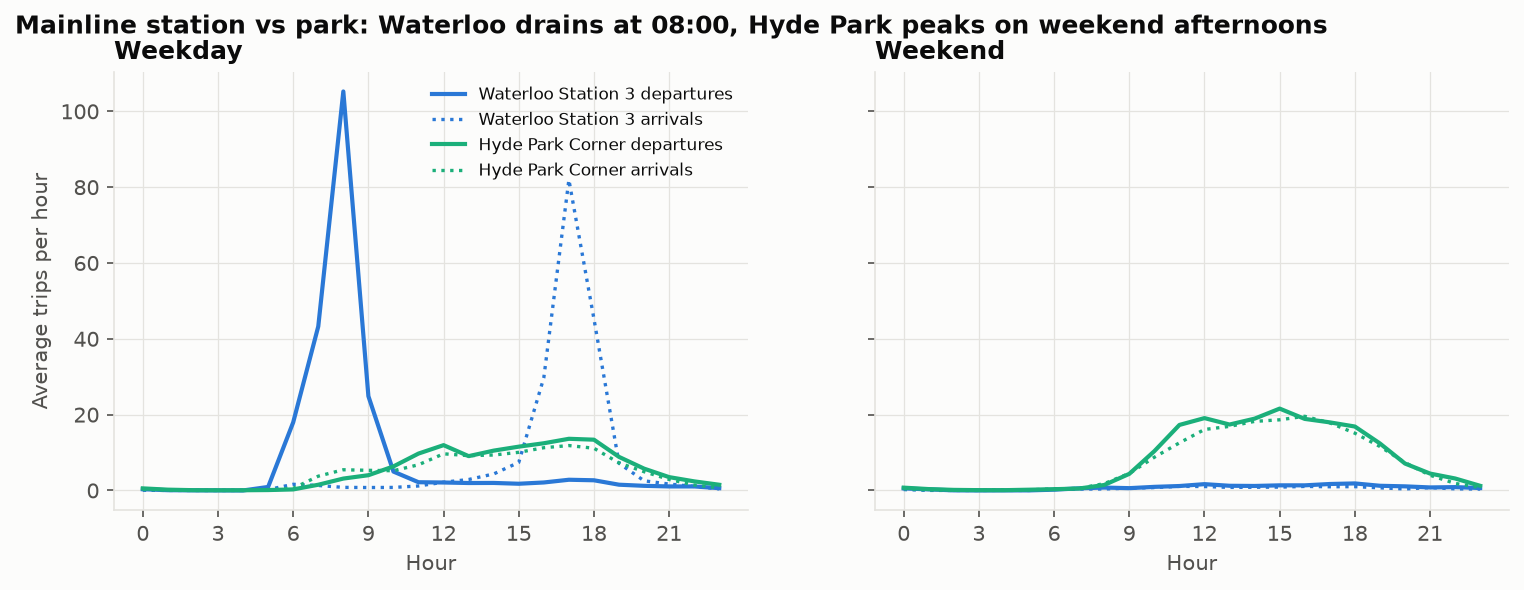 Mainline station vs park: Waterloo drains at 08:00, Hyde Park peaks on weekend afternoons
Weekday
Weekend
Waterloo Station 3 departures
Waterloo Station 3 arrivals
Hyde Park Corner departures
Hyde Park Corner arrivals
Average trips per hour
100
80
60
40
20
0
0 3 6 9 12 15 18 21
0 3 6 9 12 15 18 21
Hour
Hour